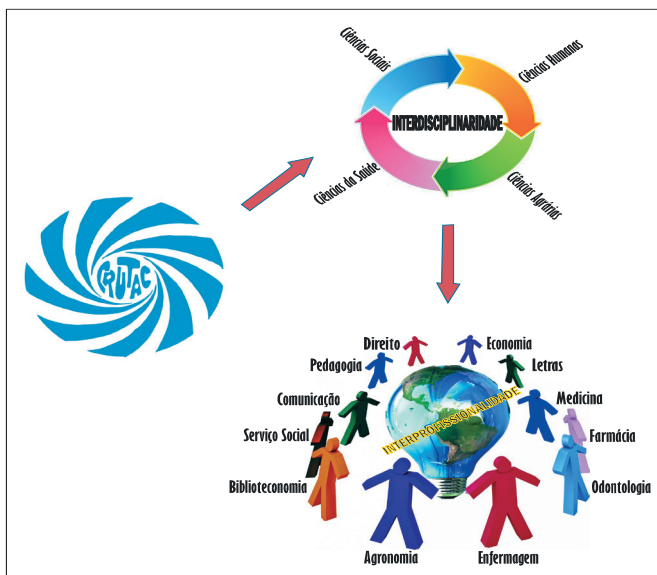 Ciências Sociais
Ciências Humanas
INTERDISCIPLINARIDADE
Ciências da Saúde
Ciências Agrárias
CRUTAC
Direito
Economia
Pedagogia
Letras
Comunicação
Medicina
INTERPROFISSIONALIDADE
Serviço Social
Farmácia
Biblioteconomia
Odontologia
Agronomia
Enfermagem